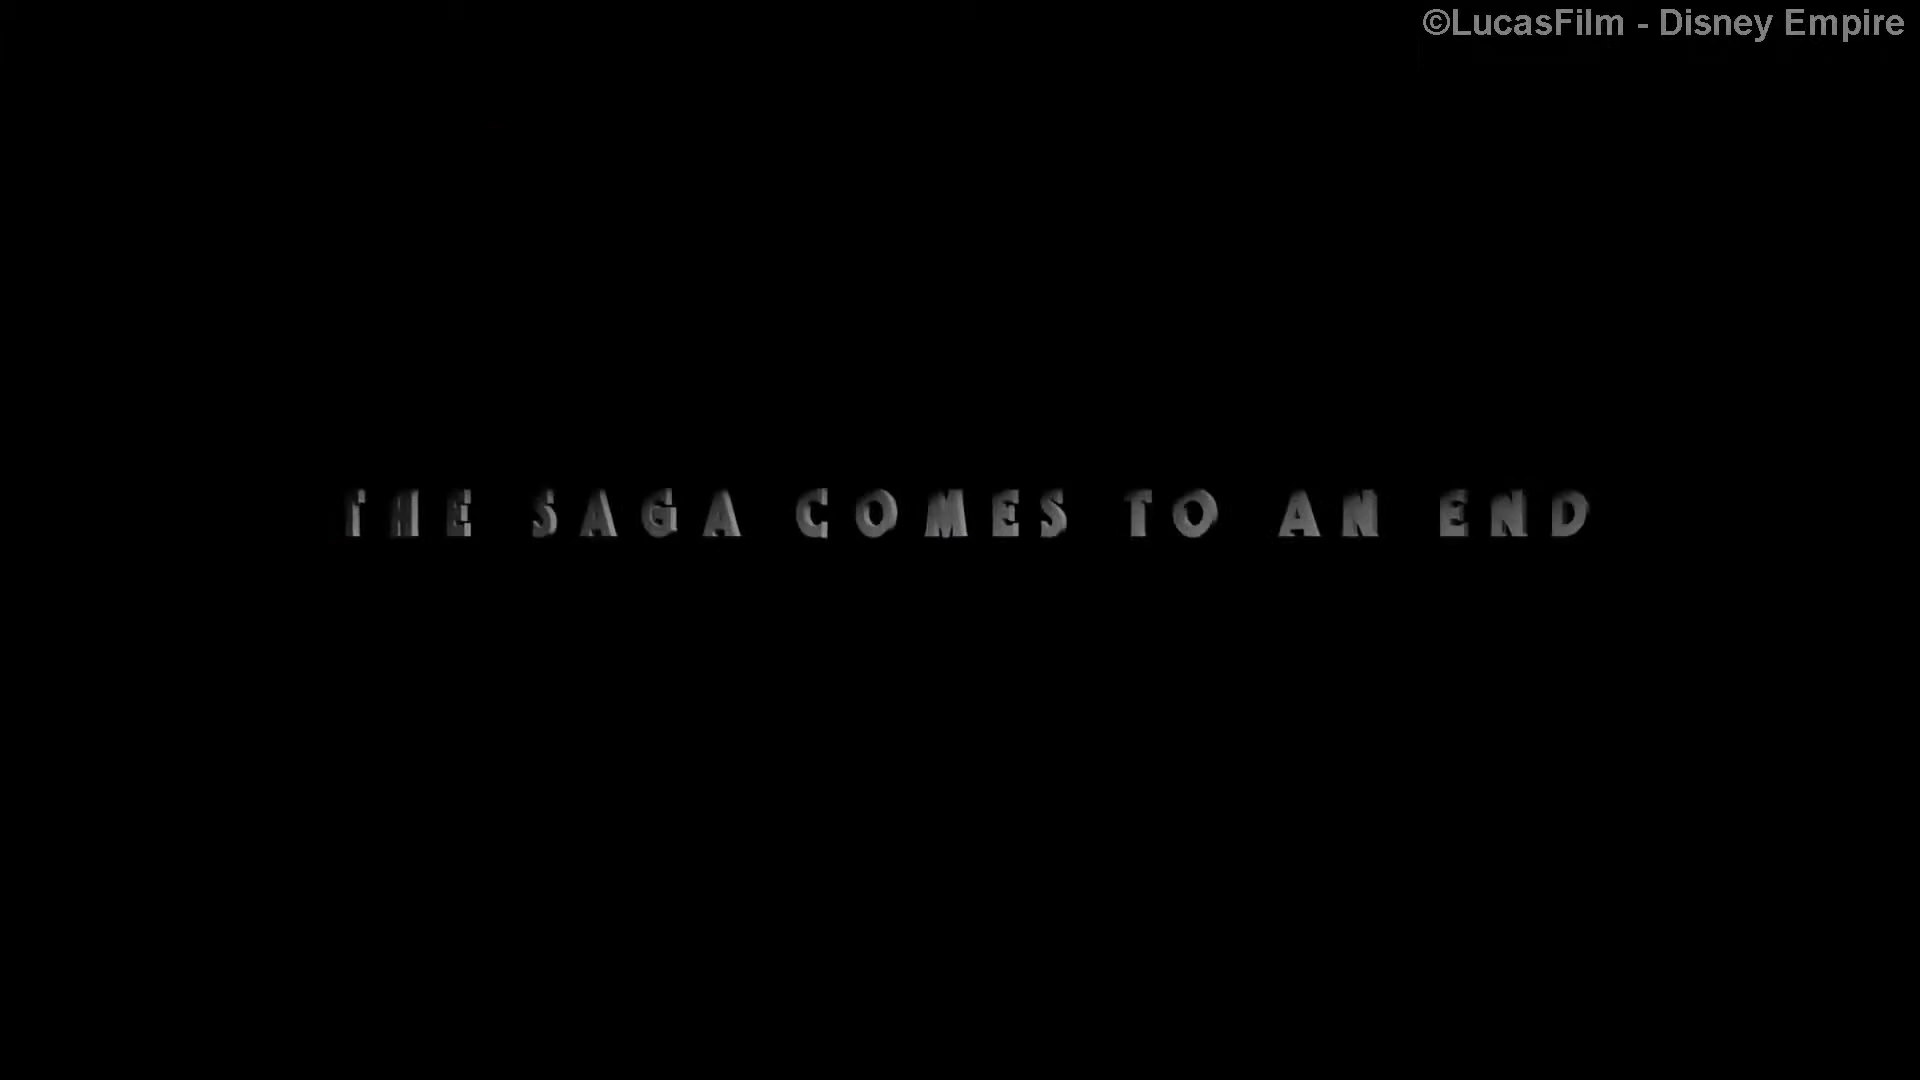 ©LucasFilm - Disney Empire
THE SAGA COMES TO AN END